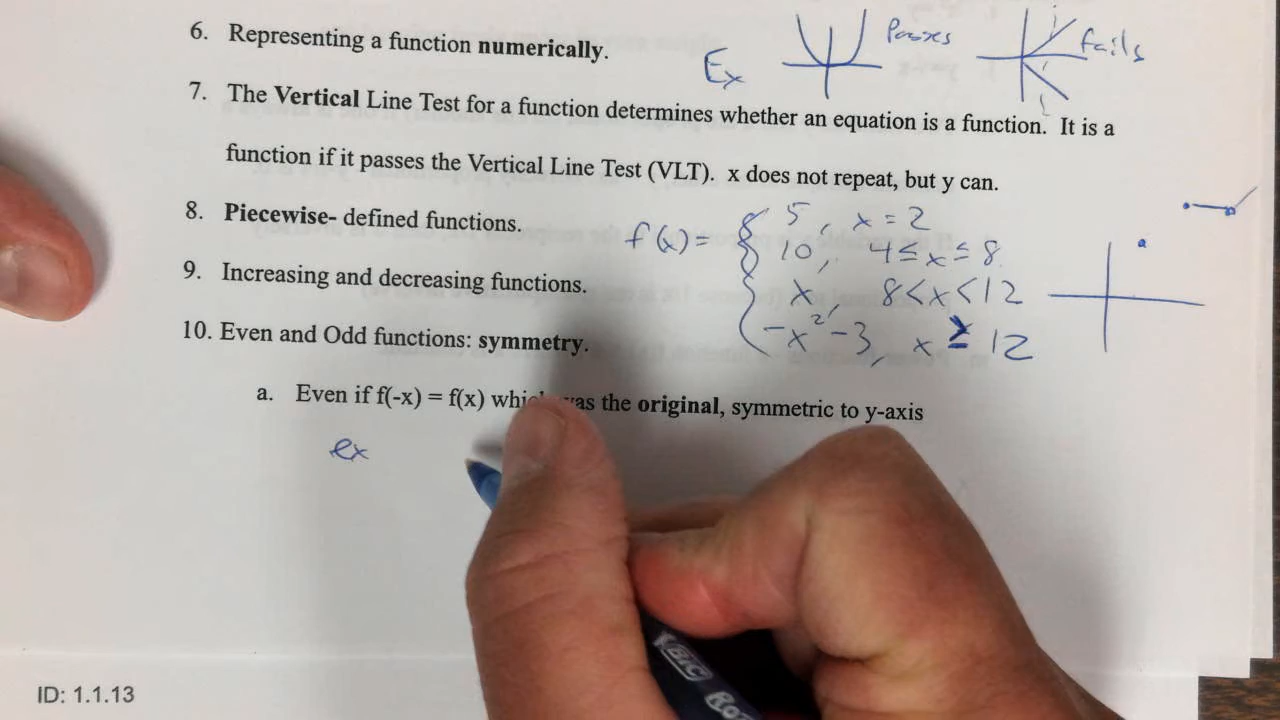 6. Representing a function numerically.
Ex Passes fails
7. The Vertical Line Test for a function determines whether an equation is a function. It is a
function if it passes the Vertical Line Test (VLT). x does not repeat, but y can.
8. Piecewise- defined functions.
f(x) = { 5, x = 2
10, 4 ≤ x ≤ 8
9. Increasing and decreasing functions.
x, 8 < x < 12
10. Even and Odd functions: symmetry.
-x² - 3, x ≥ 12
a. Even if f(-x) = f(x) was the original, symmetric to y-axis
ex
BIC
ID: 1.1.13